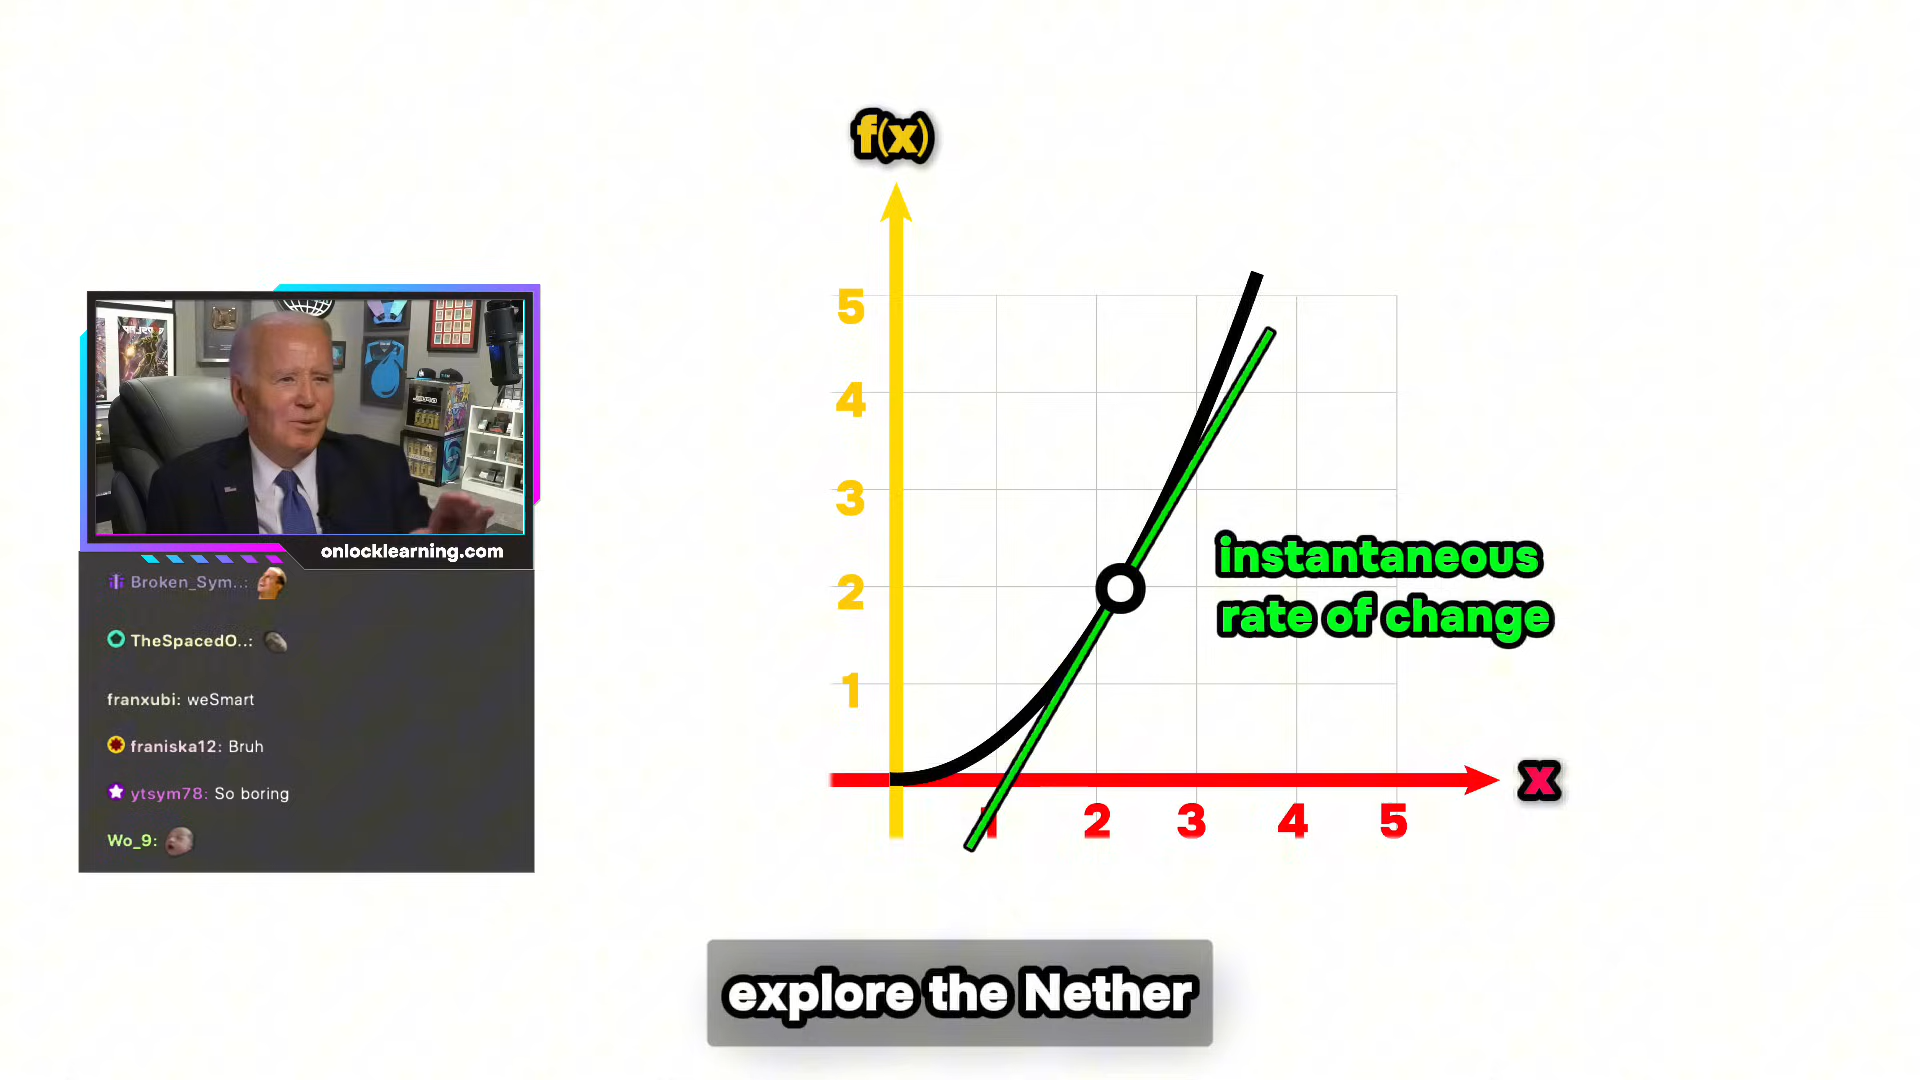 f(x)
5
4
3
2
1
1
2
3
4
5
x
instantaneous
rate of change
onlocklearning.com
Broken_Sym..:
TheSpacedO..:
franxubi: weSmart
franiska12: Bruh
ytsym78: So boring
Wo_9:
explore the Nether